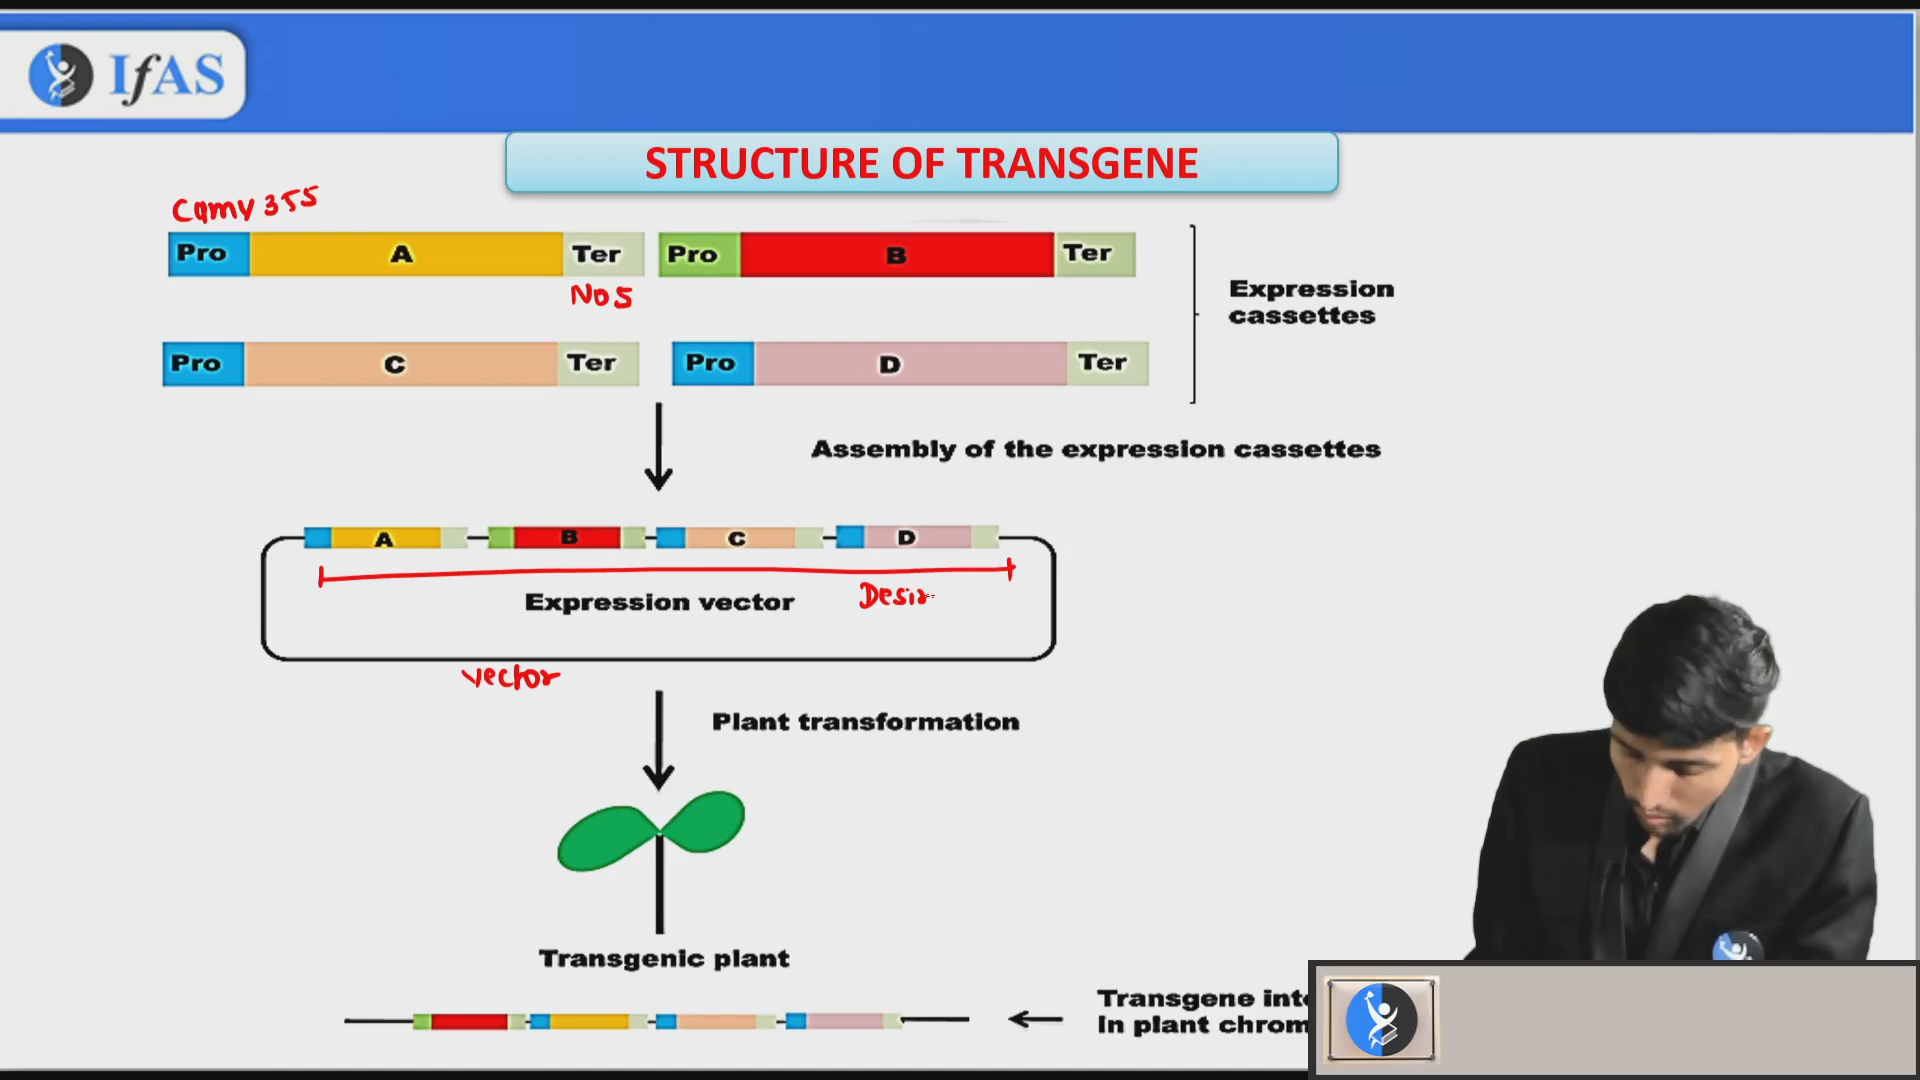 IfAS
STRUCTURE OF TRANSGENE
Camv 35S
Pro A Ter Pro B Ter
Nos
Expression
cassettes
Pro C Ter Pro D Ter
Assembly of the expression cassettes
A B C D
Expression vector
Desir
vector
Plant transformation
Transgenic plant
Transgene inte
in plant chrom